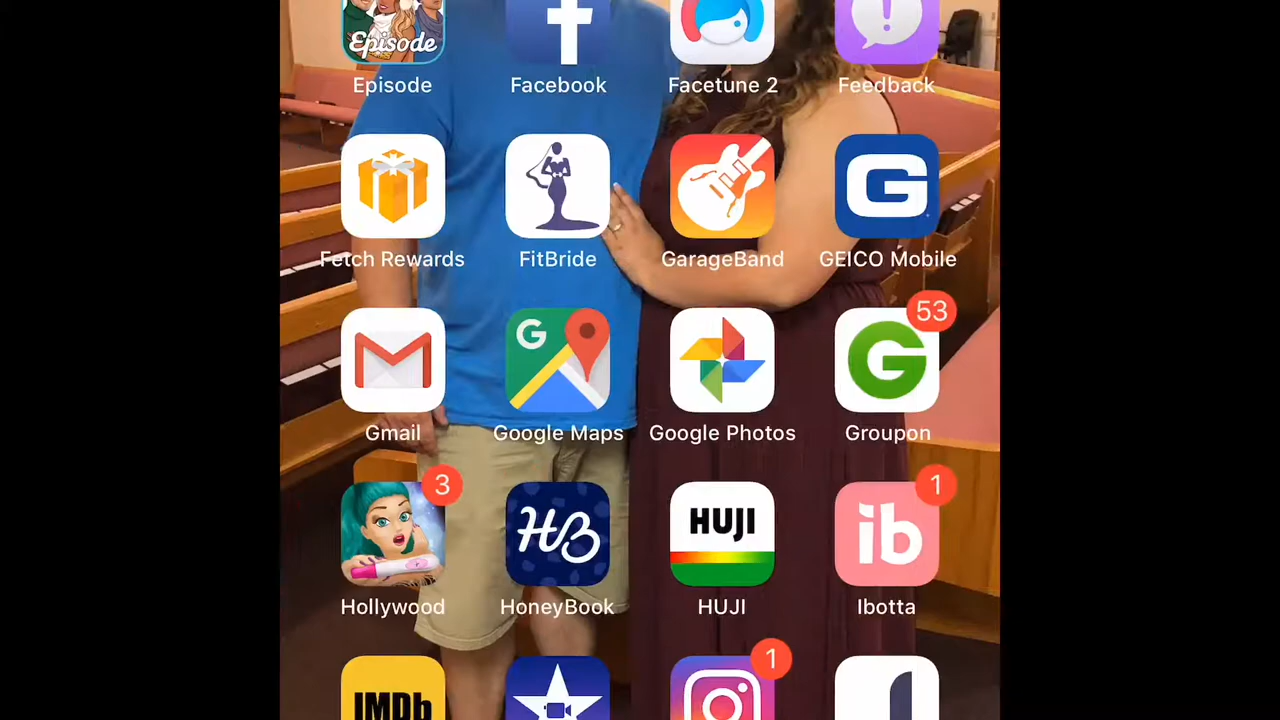 Episode
Episode Facebook Facetune 2 Feedback
G
Fetch Rewards FitBride GarageBand GEICO Mobile
53
G G
Gmail Google Maps Google Photos Groupon
3 1
HB HUJI ib
Hollywood HoneyBook HUJI Ibotta
1
IMDb